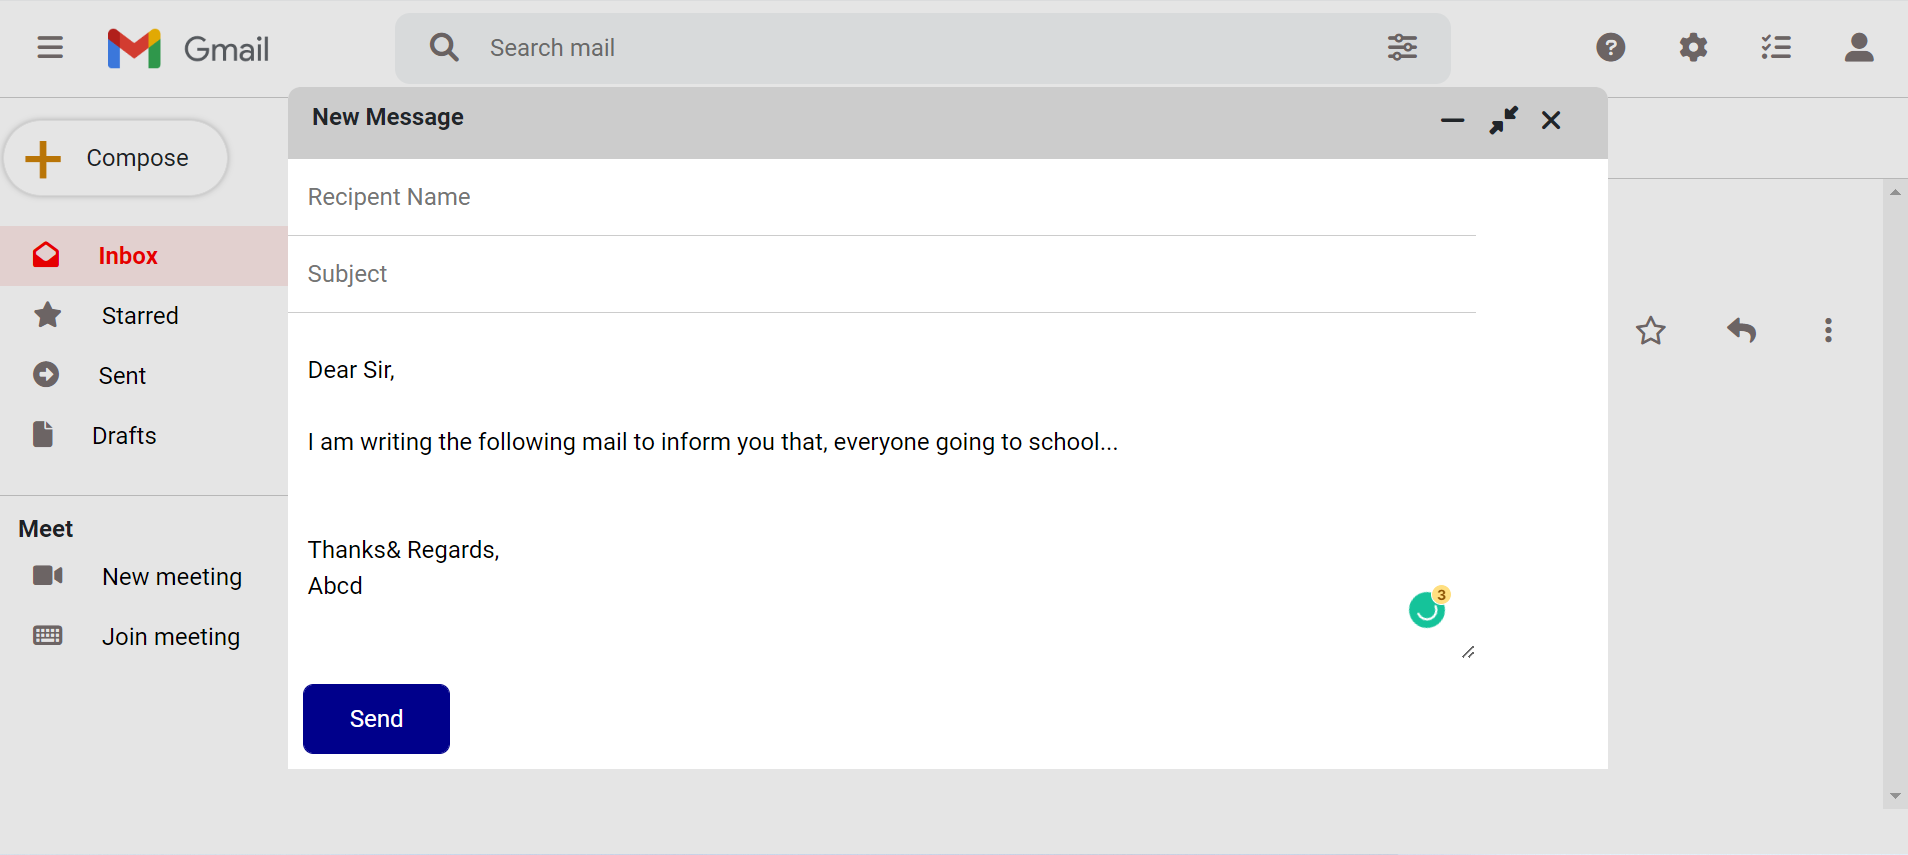 Gmail
Search mail
New Message
Compose
Recipent Name
Inbox
Subject
Starred
Sent
Drafts
Dear Sir,
I am writing the following mail to inform you that, everyone going to school...
Thanks& Regards,
Abcd
3
Meet
New meeting
Join meeting
Send